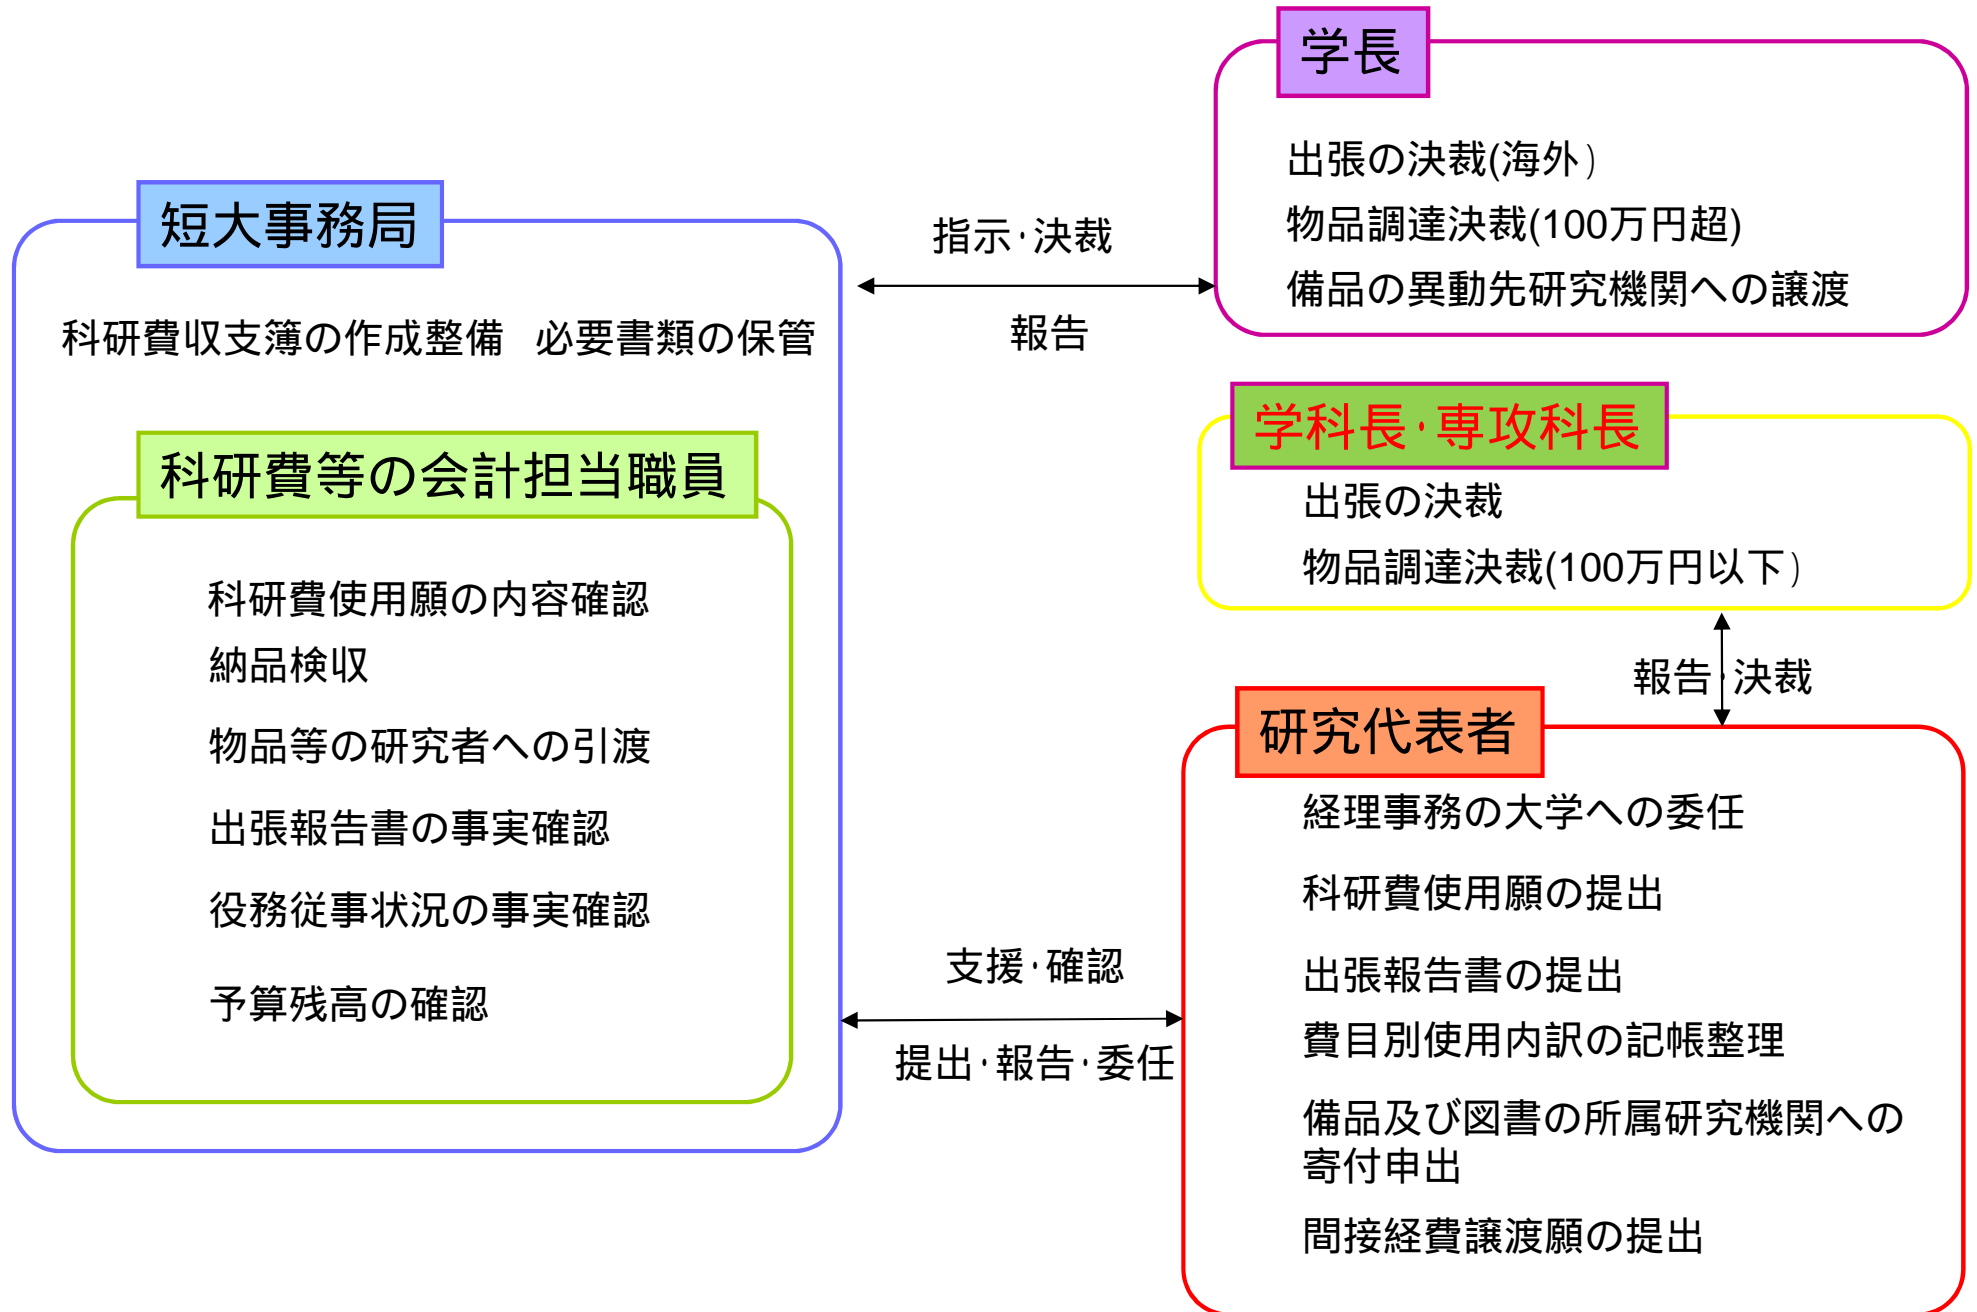 学長
出張の決裁(海外）
物品調達決裁(100万円超)
備品の異動先研究機関への譲渡
短大事務局
科研費収支簿の作成整備　必要書類の保管
指示・決裁
報告
科研費等の会計担当職員
科研費使用願の内容確認
納品検収
物品等の研究者への引渡
出張報告書の事実確認
役務従事状況の事実確認
予算残高の確認
学科長・専攻科長
出張の決裁
物品調達決裁(100万円以下）
報告・決裁
支援・確認
提出・報告・委任
研究代表者
経理事務の大学への委任
科研費使用願の提出
出張報告書の提出
費目別使用内訳の記帳整理
備品及び図書の所属研究機関への
寄付申出
間接経費譲渡願の提出